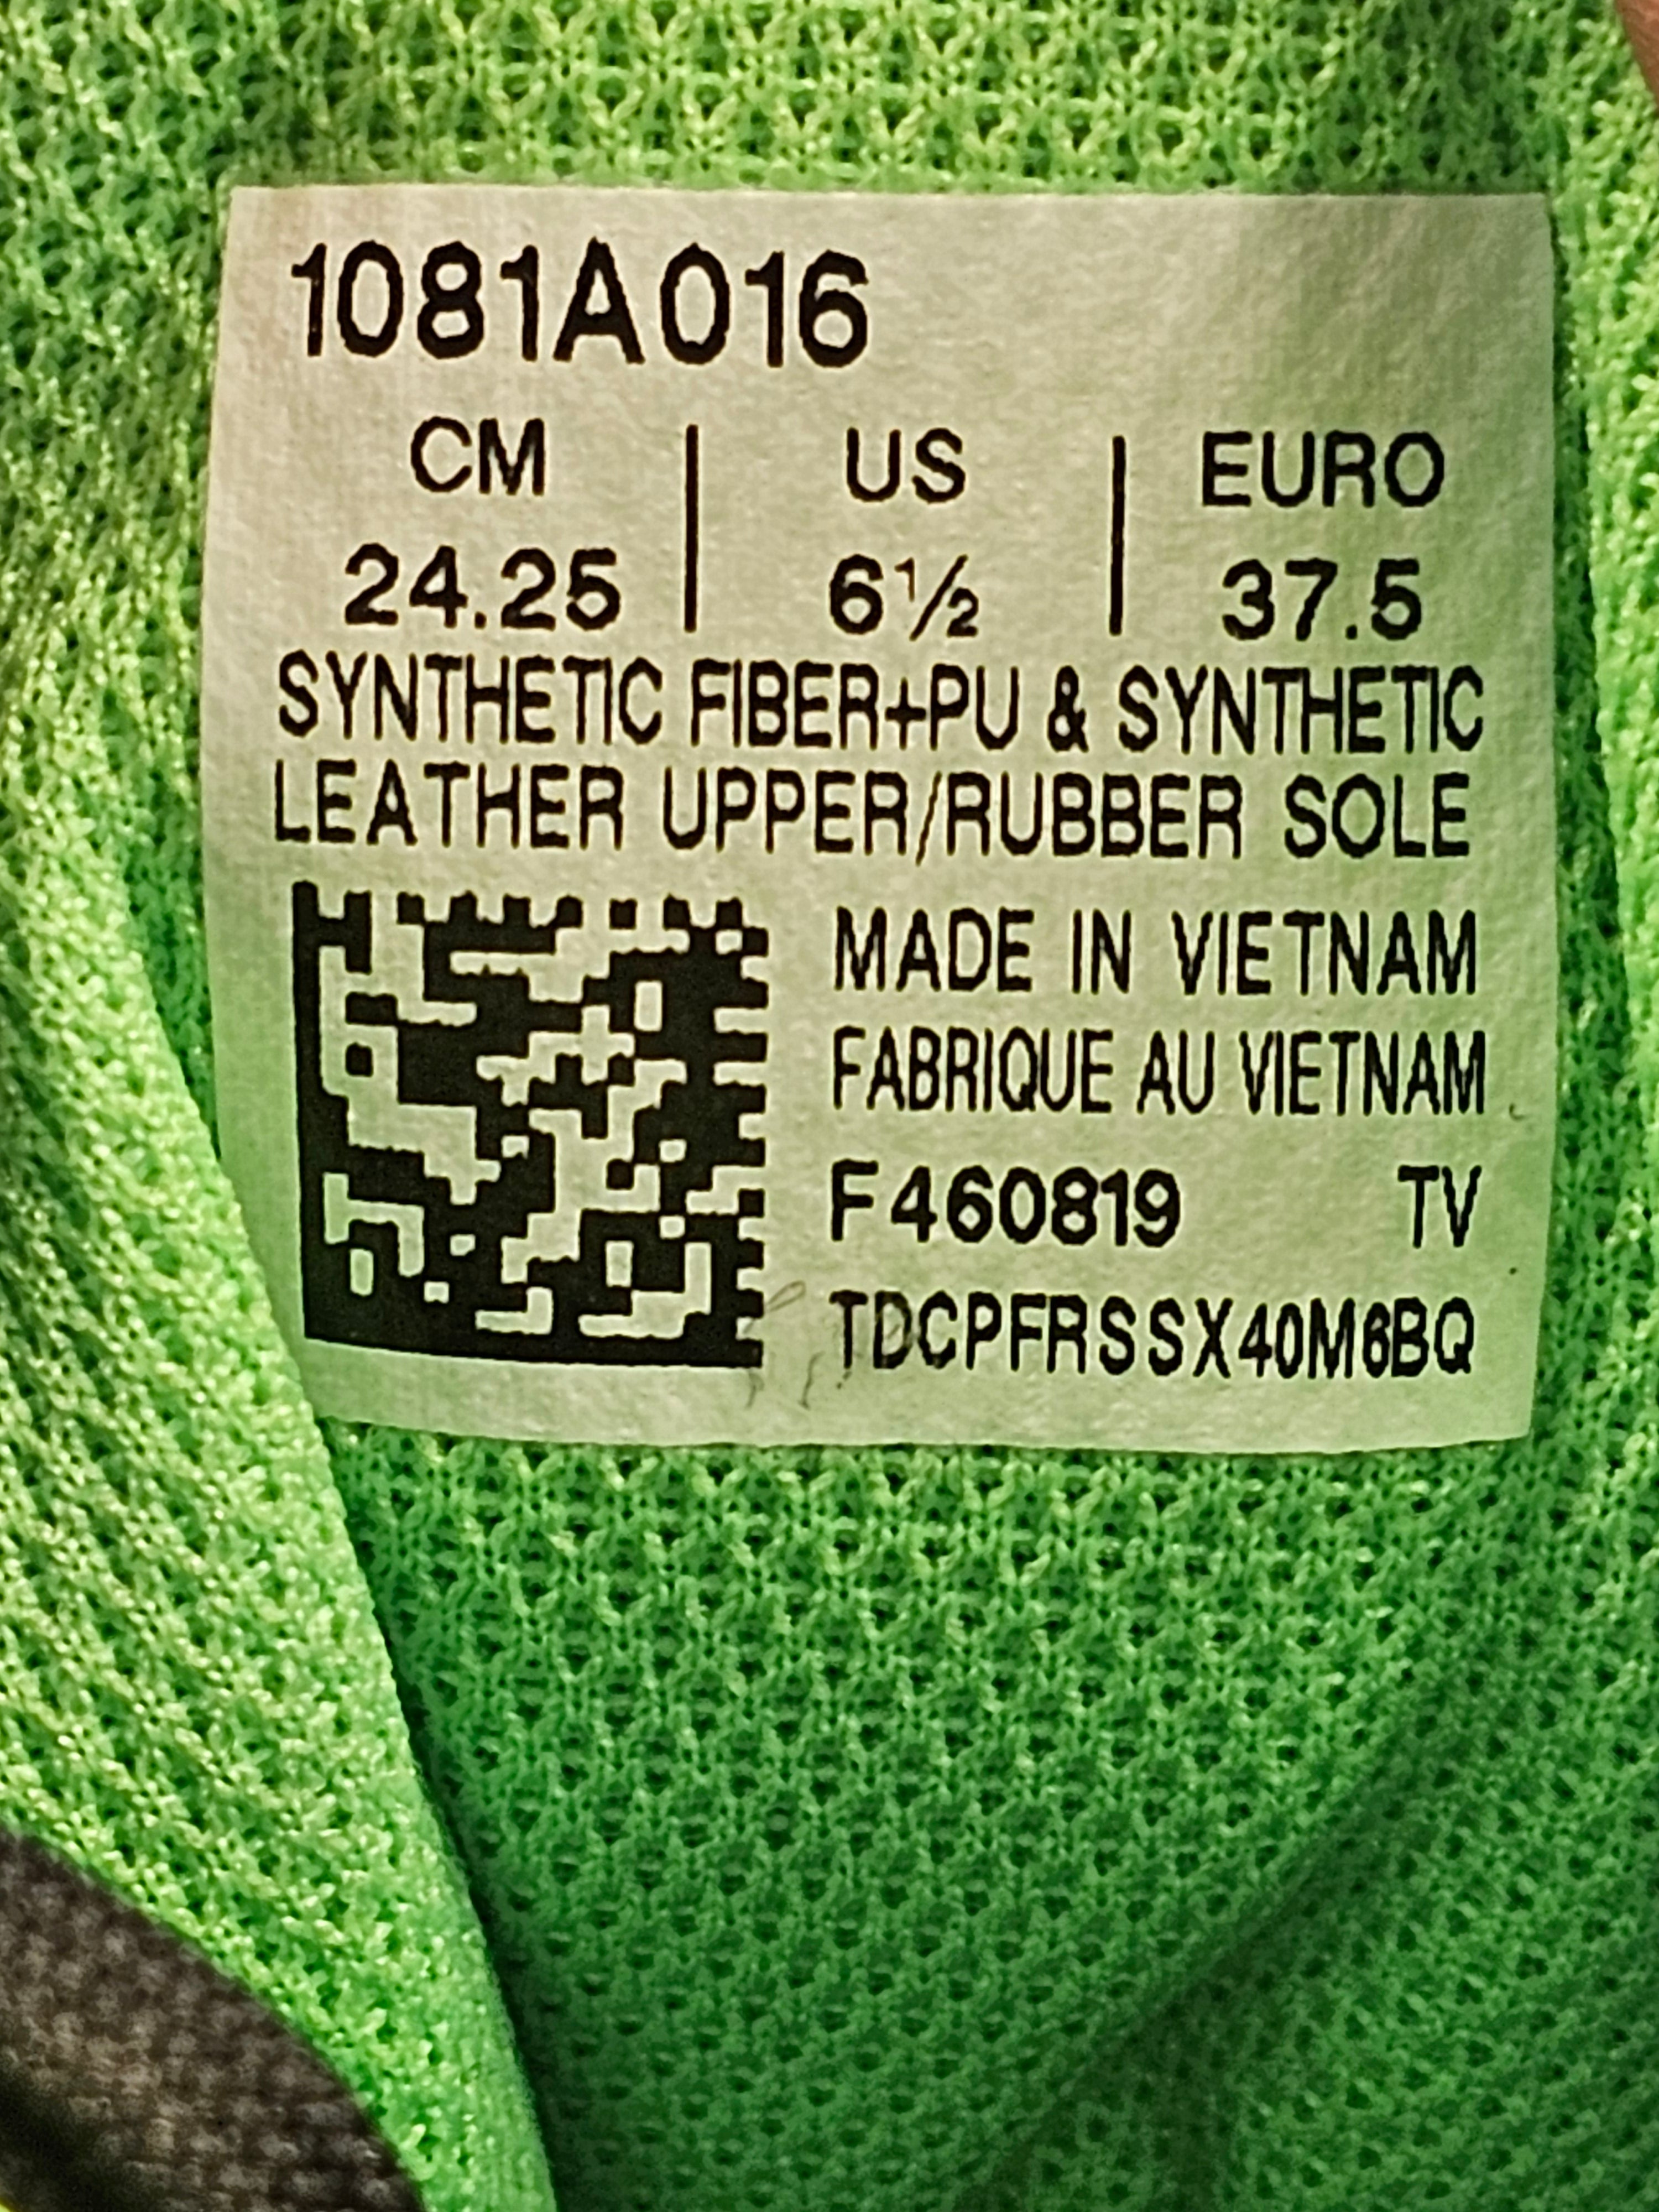 1081A016
CM | US | EURO
24.25 | 6½ | 37.5
SYNTHETIC FIBER+PU & SYNTHETIC
LEATHER UPPER/RUBBER SOLE
MADE IN VIETNAM
FABRIQUE AU VIETNAM
F460819 TV
TDCPFRSSX40M6BQ